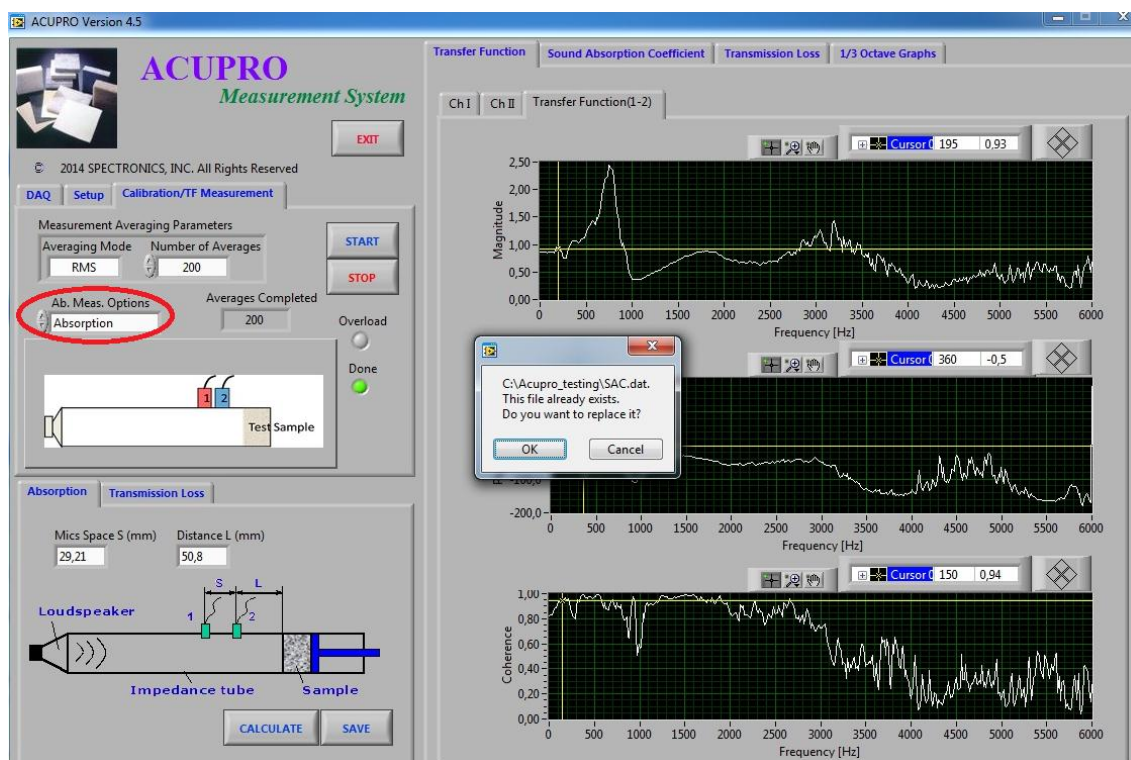 ACUPRO Version 4.5
ACUPRO
Measurement System
EXIT
© 2014 SPECTRONICS, INC. All Rights Reserved
DAQ Setup Calibration/TF Measurement
Measurement Averaging Parameters
Averaging Mode Number of Averages
RMS 200
START
STOP
Ab. Meas. Options
Absorption
Averages Completed
200
Overload
Done
1 2
Test Sample
Absorption Transmission Loss
Mics Space S (mm) Distance L (mm)
29,21 50,8
S L
Loudspeaker
1 2
Impedance tube Sample
CALCULATE SAVE
Transfer Function Sound Absorption Coefficient Transmission Loss 1/3 Octave Graphs
Ch I Ch II Transfer Function(1-2)
Cursor 195 0,93
Magnitude
2,50
2,00
1,50
1,00
0,50
0,00
0 500 1000 1500 2000 2500 3000 3500 4000 4500 5000 5500 6000
Frequency [Hz]
Cursor 360 -0,5
C:\Acupro_testing\SAC.dat.
This file already exists.
Do you want to replace it?
OK Cancel
-200,0
0 500 1000 1500 2000 2500 3000 3500 4000 4500 5000 5500 6000
Frequency [Hz]
Cursor 150 0,94
Coherence
1,00
0,80
0,60
0,40
0,20
0,00
0 500 1000 1500 2000 2500 3000 3500 4000 4500 5000 5500 6000
Frequency [Hz]